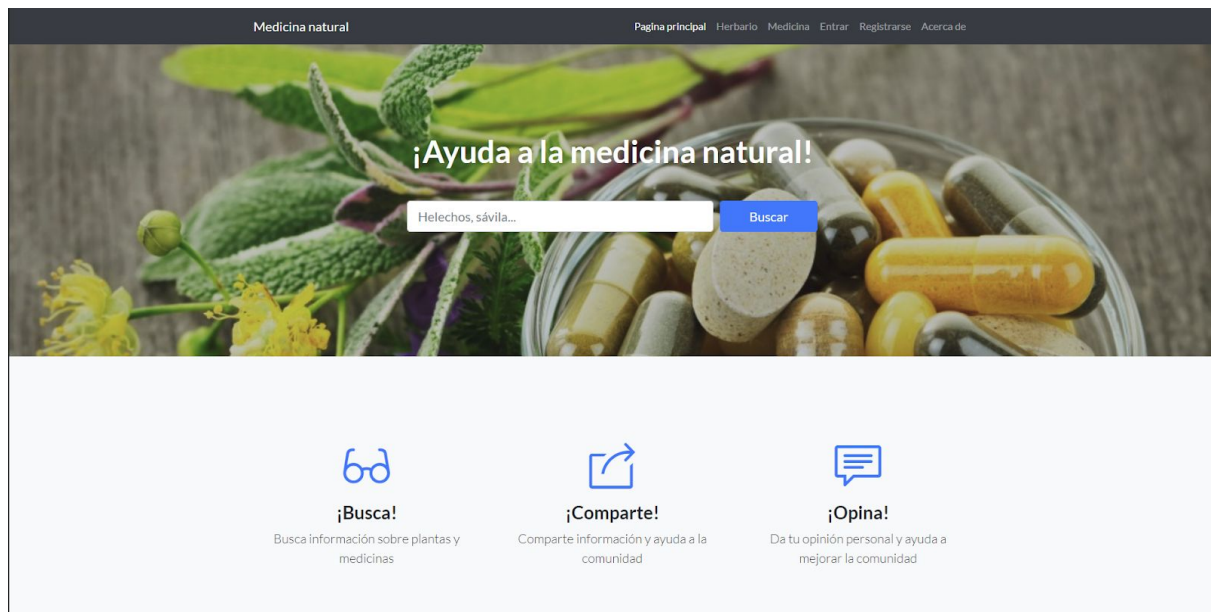 Medicina natural
Pagina principal Herbario Medicina Entrar Registrarse Acerca de
¡Ayuda a la medicina natural!
Helechos, sávila...
Buscar
¡Busca!
Busca información sobre plantas y
medicinas
¡Comparte!
Comparte información y ayuda a la
comunidad
¡Opina!
Da tu opinión personal y ayuda a
mejorar la comunidad